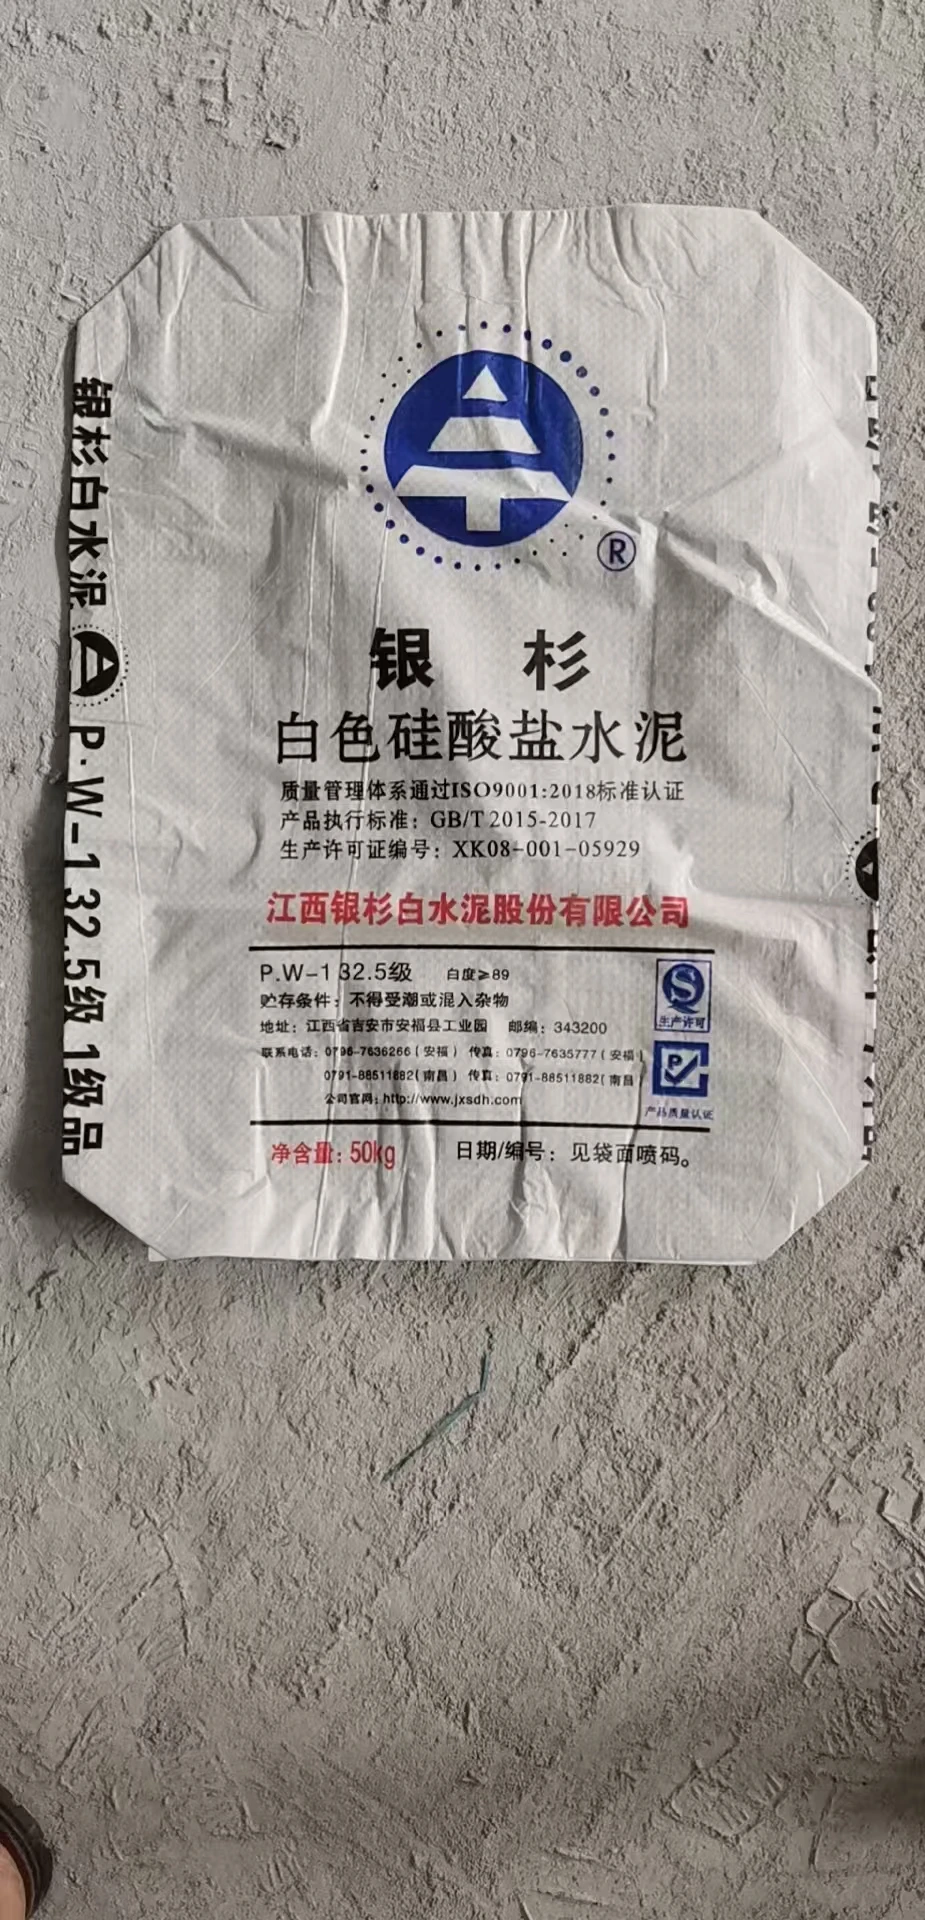 银杉白水泥 P·W-1 32.5级 1级品
®
银杉
白色硅酸盐水泥
质量管理体系通过ISO9001:2018标准认证
产品执行标准：GB/T 2015-2017
生产许可证编号：XK08-001-05929
江西银杉白水泥股份有限公司
P.W-1 32.5级 白度≥89
贮存条件：不得受潮或混入杂物
地址：江西省吉安市安福县工业园 邮编：343200
联系电话：0796-7636266（安福） 传真：0796-7635777（安福）
0791-88511882（南昌） 传真：0791-88511882（南昌
公司官网：http://www.jxsdh.com
生产许可
产品质量认证
净含量：50kg 日期/编号：见袋面喷码。